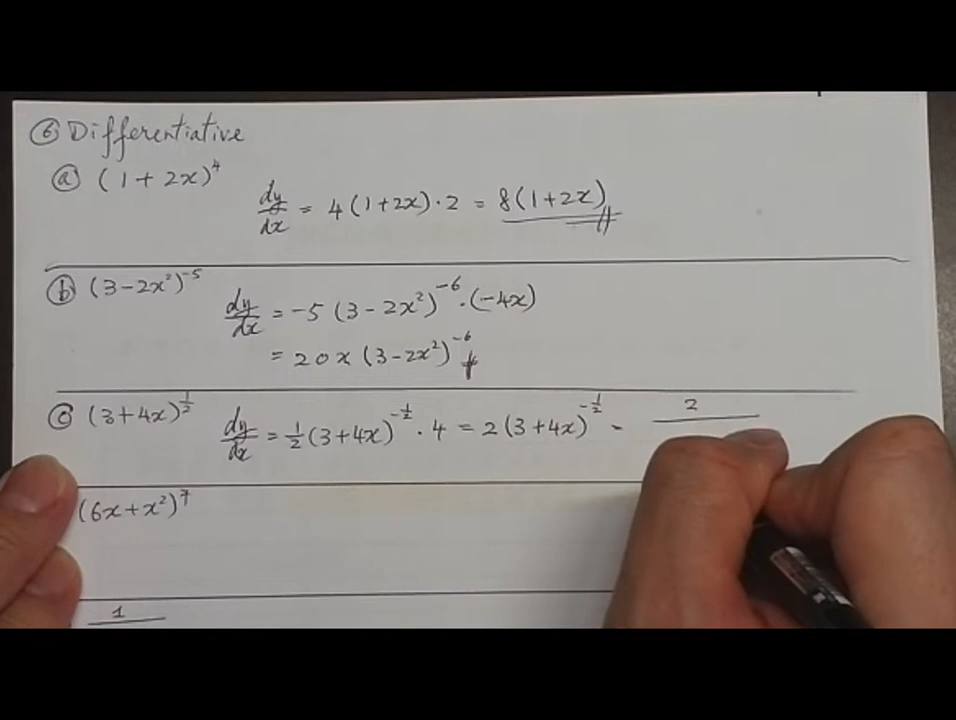 ⑥ Differentiative
ⓐ (1 + 2x)⁴
dy/dx = 4(1+2x)·2 = 8(1+2x)
ⓑ (3-2x²)⁻⁵
dy/dx = -5(3-2x²)⁻⁶·(-4x)
= 20x(3-2x²)⁻⁶
ⓒ (3+4x)^½
dy/dx = ½(3+4x)^-½ · 4 = 2(3+4x)^-½ - 2
(6x+x²)⁷
1